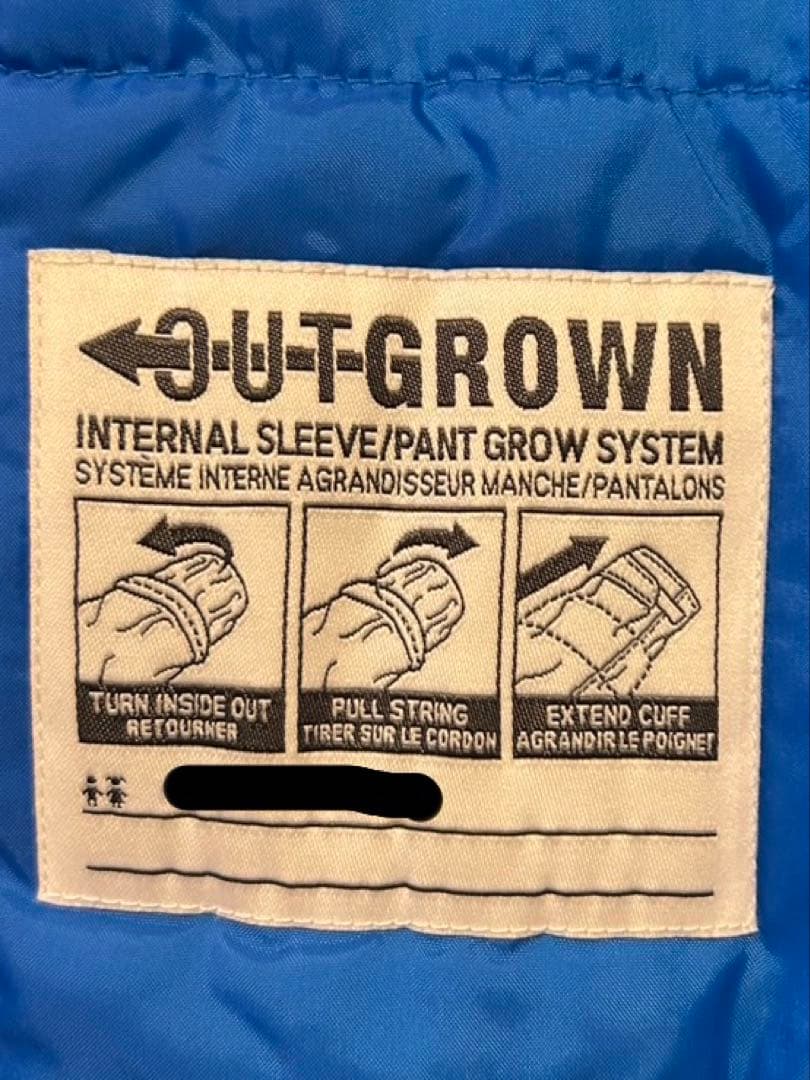 OUTGROWN
INTERNAL SLEEVE/PANT GROW SYSTEM
SYSTÈME INTERNE AGRANDISSEUR MANCHE/PANTALONS
TURN INSIDE OUT
RETOURNER
PULL STRING
TIRER SUR LE CORDON
EXTEND CUFF
AGRANDIR LE POIGNET